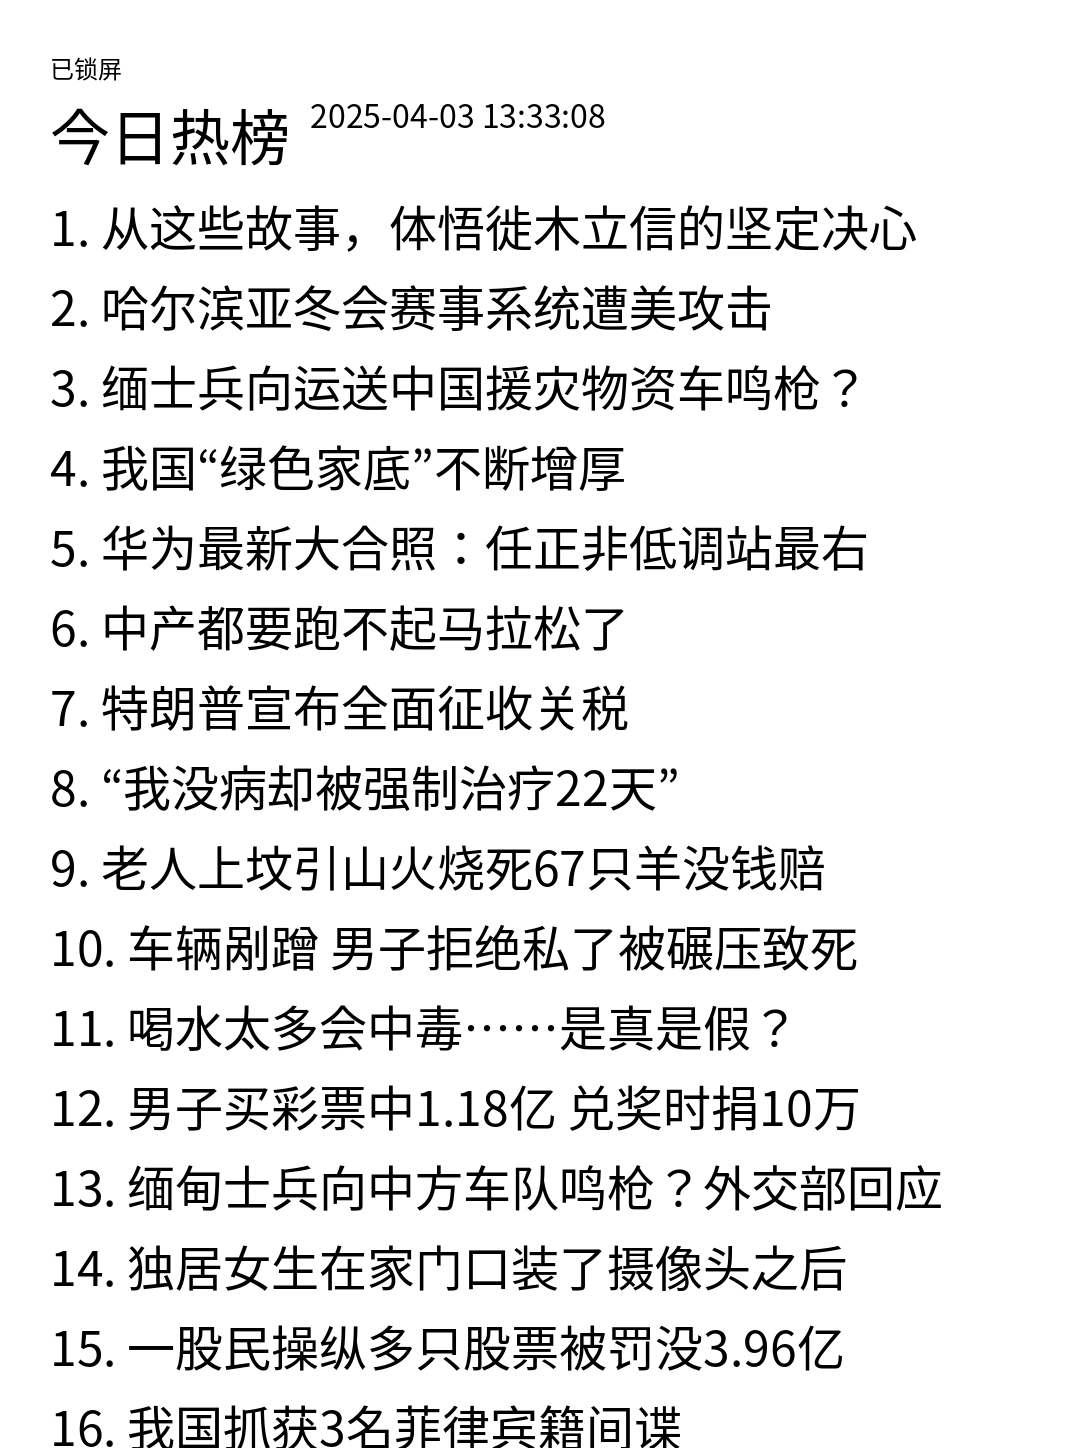 已锁屏
今日热榜 2025-04-03 13:33:08
1. 从这些故事，体悟徙木立信的坚定决心
2. 哈尔滨亚冬会赛事系统遭美攻击
3. 缅士兵向运送中国援灾物资车鸣枪？
4. 我国“绿色家底”不断增厚
5. 华为最新大合照：任正非低调站最右
6. 中产都要跑不起马拉松了
7. 特朗普宣布全面征收关税
8. “我没病却被强制治疗22天”
9. 老人上坟引山火烧死67只羊没钱赔
10. 车辆剐蹭 男子拒绝私了被碾压致死
11. 喝水太多会中毒……是真是假？
12. 男子买彩票中1.18亿 兑奖时捐10万
13. 缅甸士兵向中方车队鸣枪？外交部回应
14. 独居女生在家门口装了摄像头之后
15. 一股民操纵多只股票被罚没3.96亿
16. 我国抓获3名菲律宾籍间谍